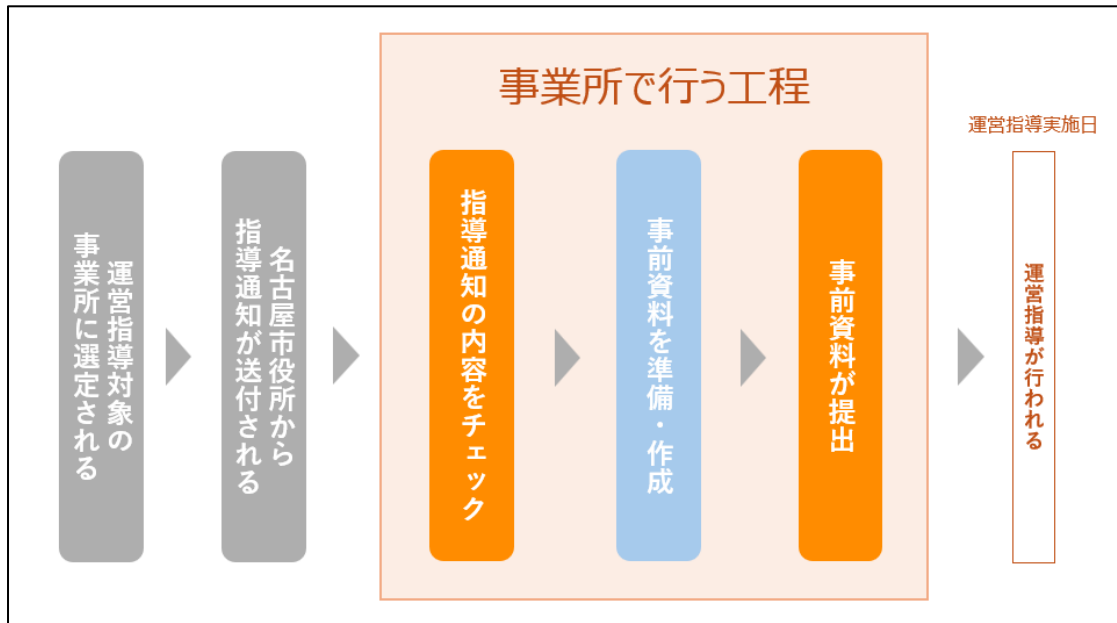 事業所で行う工程
運営指導実施日
運営指導対象の
事業所に選定される
名古屋市役所から
指導通知が送付される
指導通知の内容をチェック
事前資料を準備・作成
事前資料が提出
運営指導が行われる